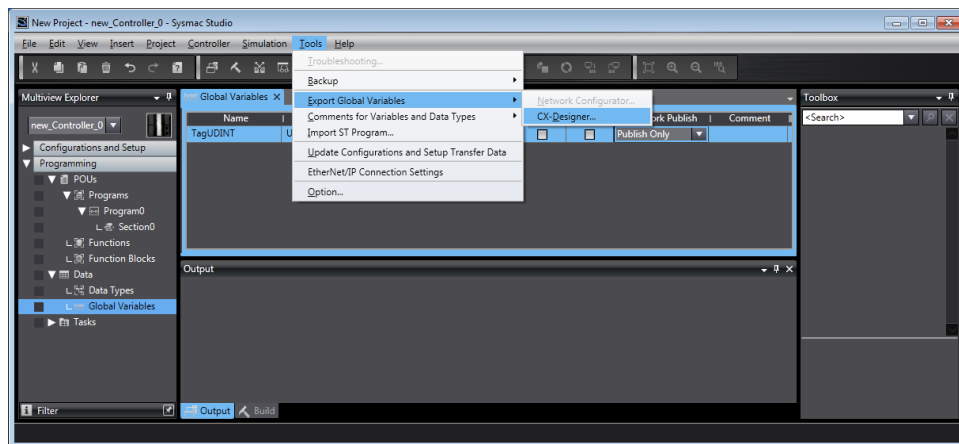 New Project - new_Controller_0 - Sysmac Studio
File Edit View Insert Project Controller Simulation Tools Help
Troubleshooting...
Backup
Export Global Variables
Comments for Variables and Data Types
Import ST Program...
Update Configurations and Setup Transfer Data
EtherNet/IP Connection Settings
Option...
Network Configurator...
CX-Designer...
Multiview Explorer
new_Controller_0
Configurations and Setup
Programming
POUs
Programs
Program0
Section0
Functions
Function Blocks
Data
Data Types
Global Variables
Tasks
Filter
Global Variables
Name
Publish
Comment
TagUDINT
U
Publish Only
Output
Output
Build
Toolbox
<Search>